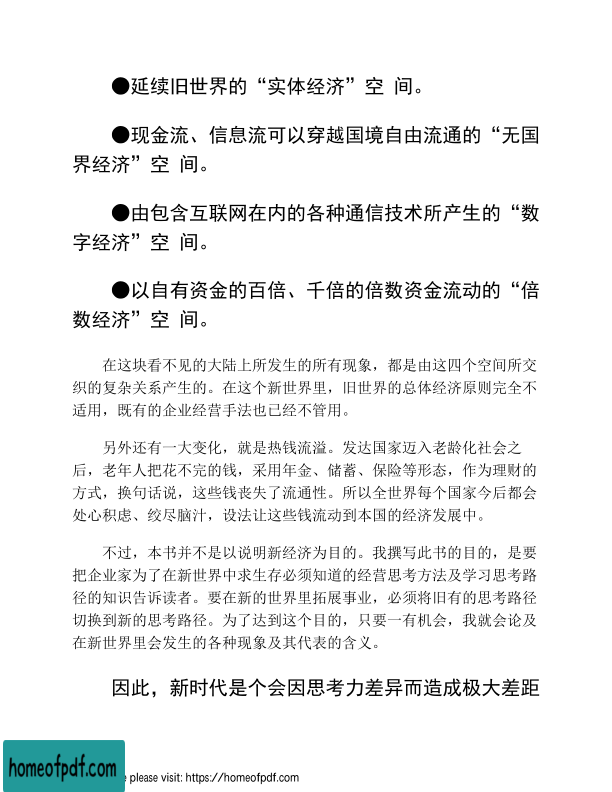 ●延续旧世界的“实体经济”空 间。
●现金流、信息流可以穿越国境自由流通的“无国
界经济”空 间。
●由包含互联网在内的各种通信技术所产生的“数
字经济”空 间。
●以自有资金的百倍、千倍的倍数资金流动的“倍
数经济”空 间。
在这块看不见的大陆上所发生的所有现象，都是由这四个空间所交
织的复杂关系产生的。在这个新世界里，旧世界的总体经济原则完全不
适用，既有的企业经营手法也已经不管用。
另外还有一大变化，就是热钱流溢。发达国家迈入老龄化社会之
后，老年人把花不完的钱，采用年金、储蓄、保险等形态，作为理财的
方式，换句话说，这些钱丧失了流通性。所以全世界每个国家今后都会
处心积虑、绞尽脑汁，设法让这些钱流动到本国的经济发展中。
不过，本书并不是以说明新经济为目的。我撰写此书的目的，是要
把企业家为了在新世界中求生存必须知道的经营思考方法及学习思考路
径的知识告诉读者。要在新的世界里拓展事业，必须将旧有的思考路径
切换到新的思考路径。为了达到这个目的，只要一有机会，我就会论及
在新世界里会发生的各种现象及其代表的含义。
因此，新时代是个会因思考力差异而造成极大差距
homeofpdf.com
e please visit: https://homeofpdf.com